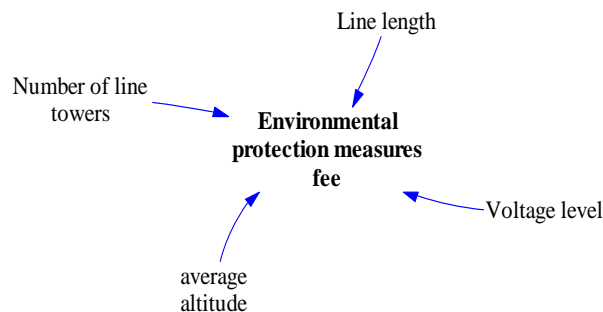 Line length
Number of line
towers
Environmental
protection measures
fee
Voltage level
average
altitude